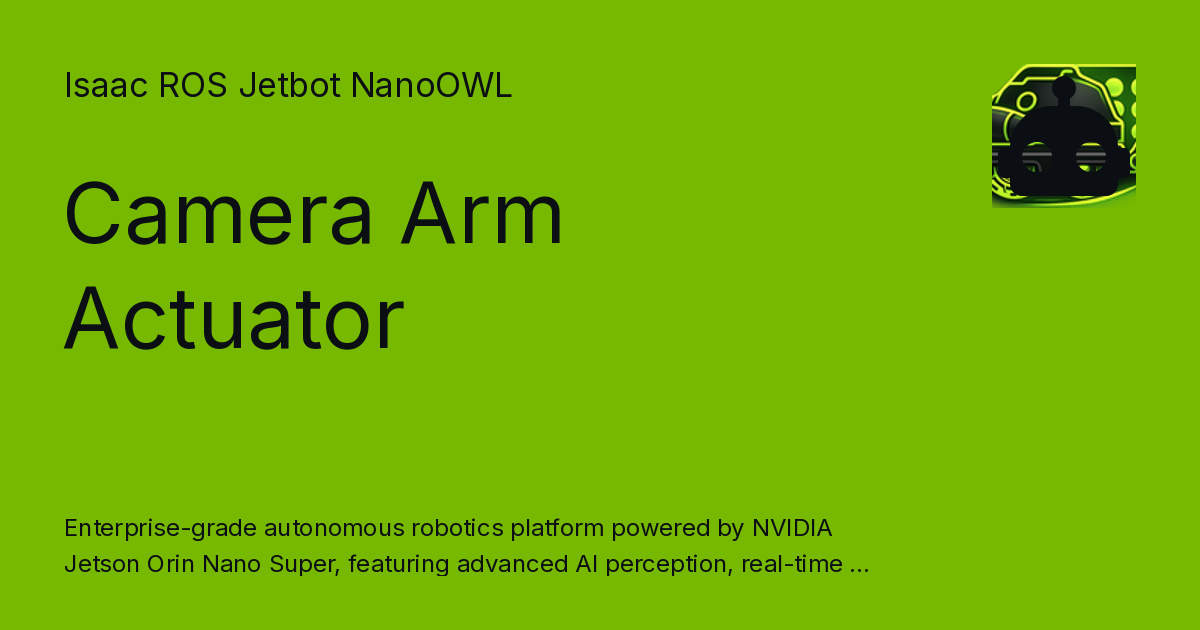 Isaac ROS Jetbot NanoOWL
Camera Arm
Actuator
Enterprise-grade autonomous robotics platform powered by NVIDIA
Jetson Orin Nano Super, featuring advanced AI perception, real-time ...